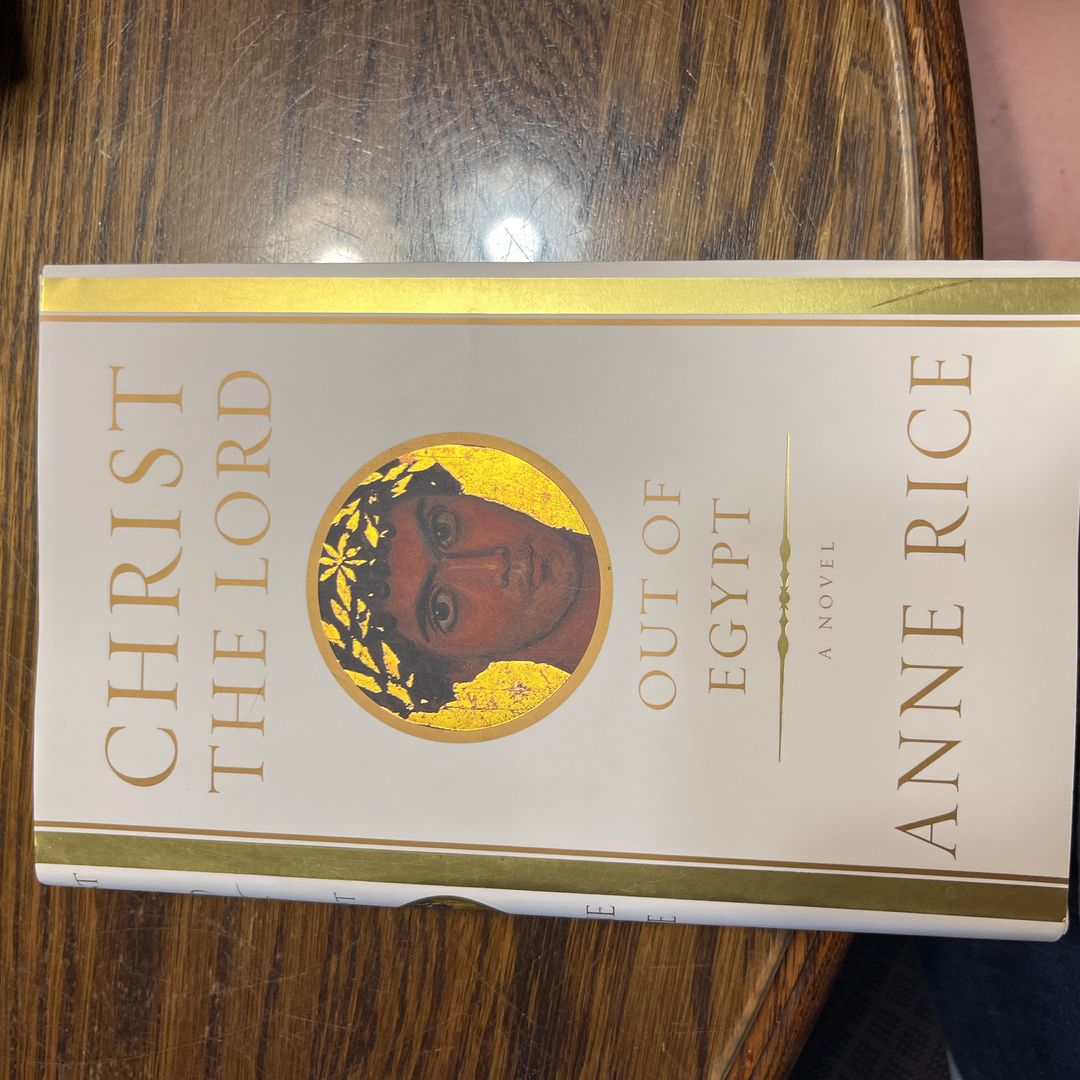 CHRIST
THE LORD
OUT OF
EGYPT
A NOVEL
ANNE RICE